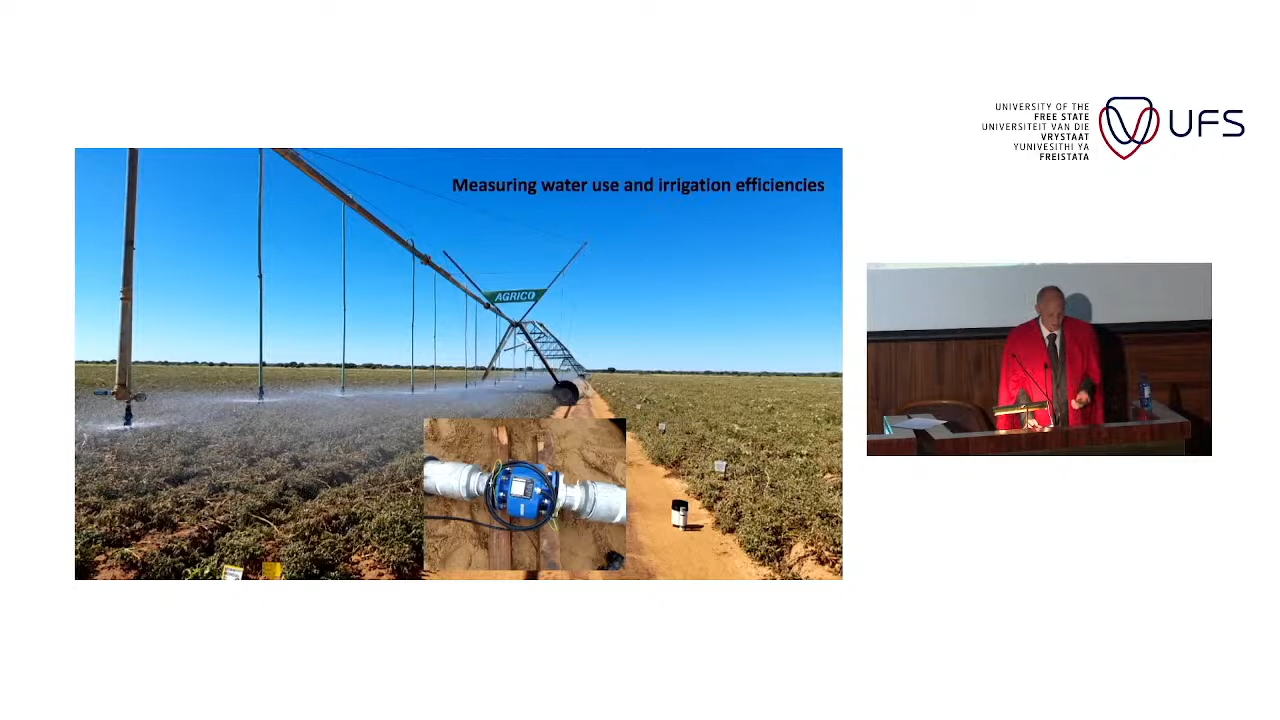 UNIVERSITY OF THE
FREE STATE
UNIVERSITEIT VAN DIE
VRYSTAAT
YUNIVESITHI YA
FREISTATA
UFS
Measuring water use and irrigation efficiencies
AGRICO